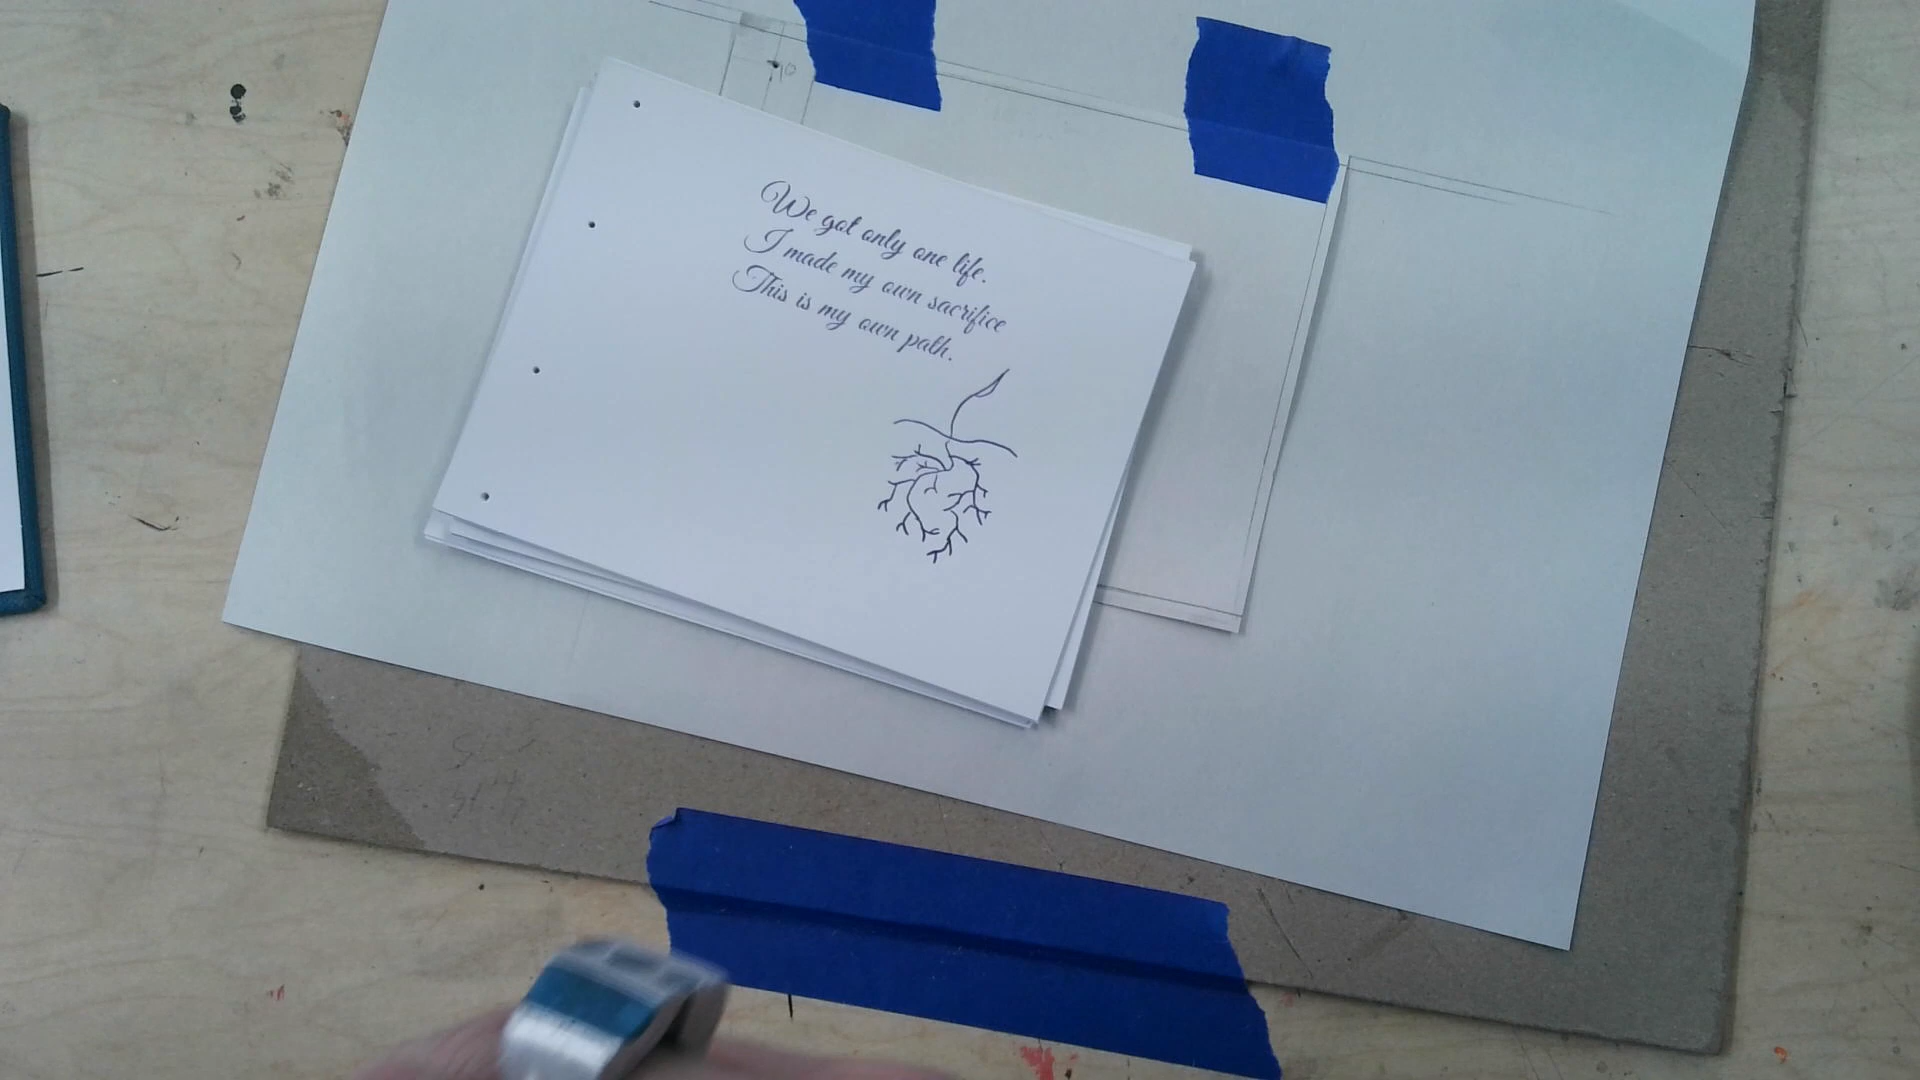 We got only one life.
I made my own sacrifice
This is my own path.